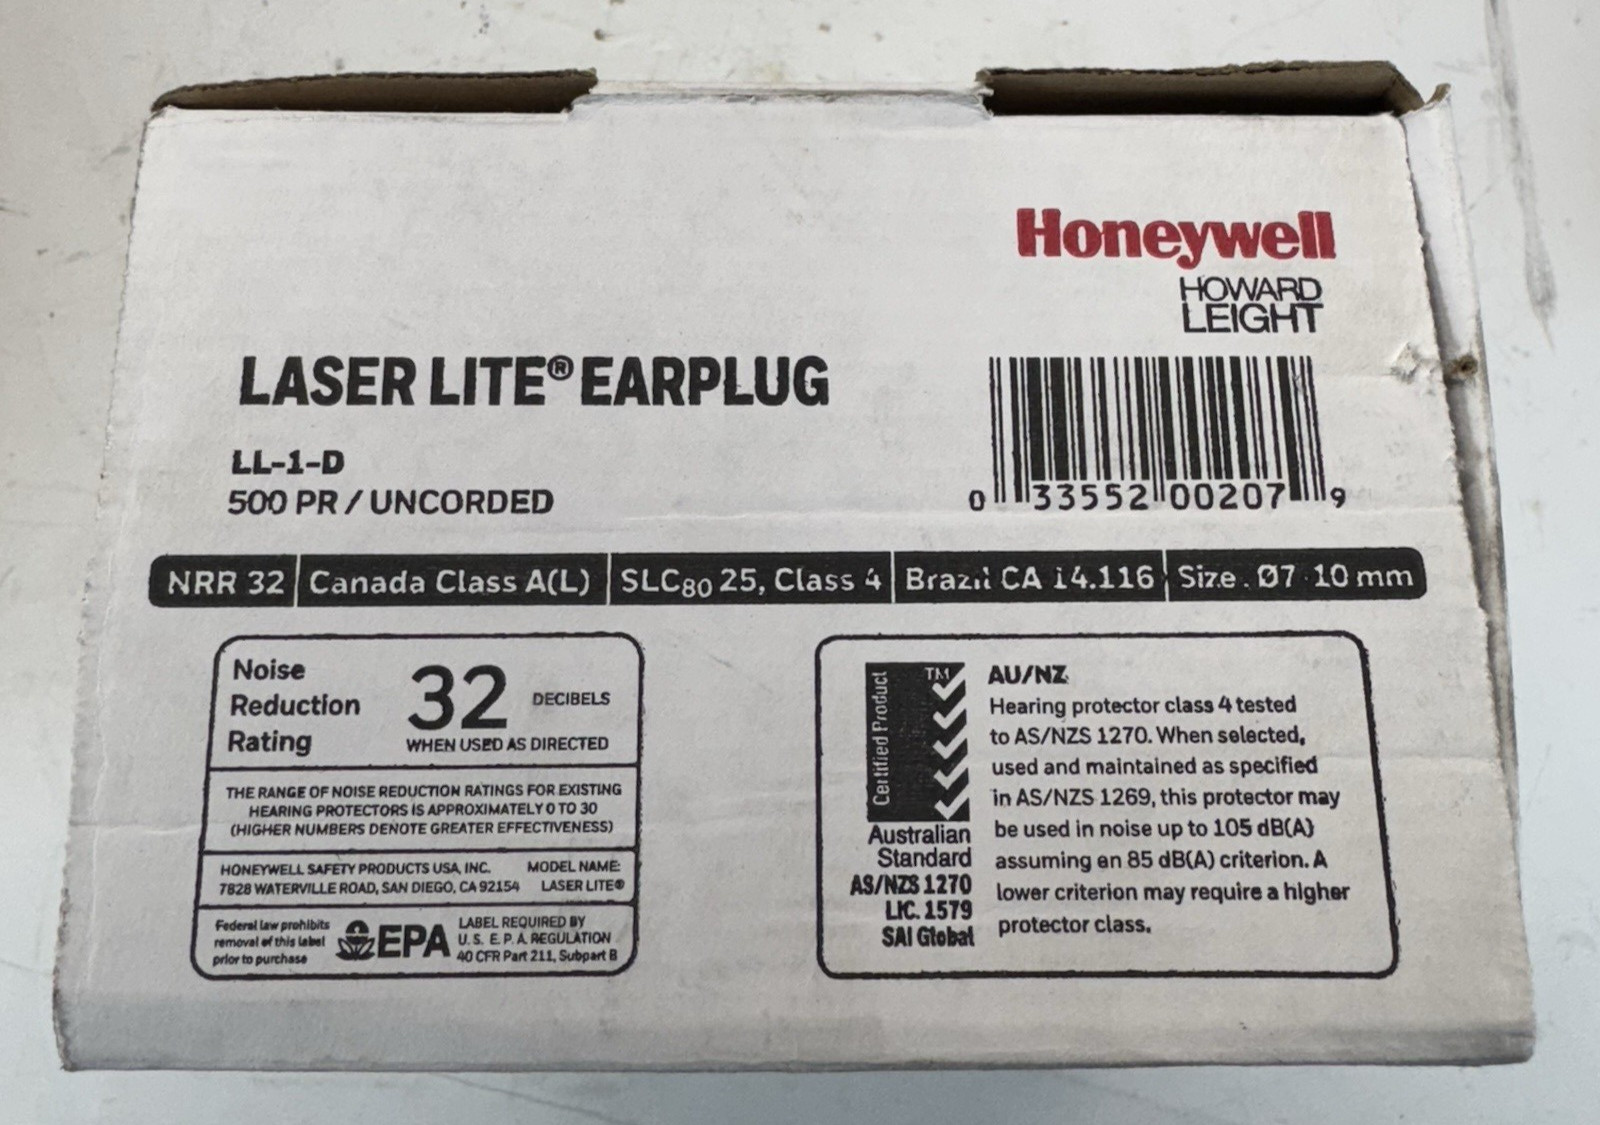 Honeywell
HOWARD
LEIGHT
LASER LITE® EARPLUG
LL-1-D
500 PR / UNCORDED
0 33552 00207 9
NRR 32 | Canada Class A(L) | SLC80 25, Class 4 | Brazil CA 14.116 | Size. Ø7 10 mm
Noise
Reduction
Rating
32 DECIBELS
WHEN USED AS DIRECTED
THE RANGE OF NOISE REDUCTION RATINGS FOR EXISTING
HEARING PROTECTORS IS APPROXIMATELY 0 TO 30
(HIGHER NUMBERS DENOTE GREATER EFFECTIVENESS)
HONEYWELL SAFETY PRODUCTS USA, INC. MODEL NAME:
7828 WATERVILLE ROAD, SAN DIEGO, CA 92154 LASER LITE®
Federal law prohibits
removal of this label
prior to purchase
EPA
LABEL REQUIRED BY
U.S. E.P.A. REGULATION
40 CFR Part 211, Subpart B
Certified Product
TM
Australian
Standard
AS/NZS 1270
LIC. 1579
SAI Global
AU/NZ
Hearing protector class 4 tested
to AS/NZS 1270. When selected,
used and maintained as specified
in AS/NZS 1269, this protector may
be used in noise up to 105 dB(A)
assuming an 85 dB(A) criterion. A
lower criterion may require a higher
protector class.